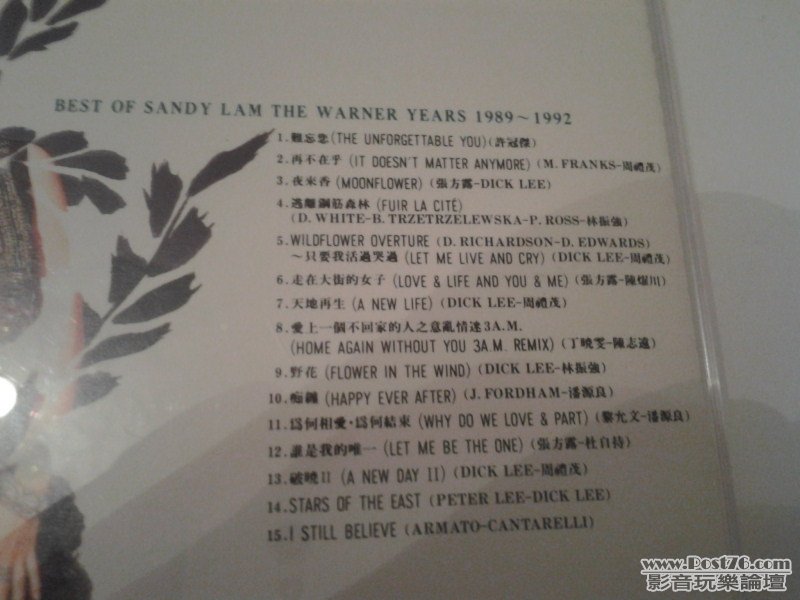 BEST OF SANDY LAM THE WARNER YEARS 1989~1992
1.難忘您(THE UNFORGETTABLE YOU)(許冠傑)
2.再不在乎 (IT DOESN'T MATTER ANYMORE) (M. FRANKS-周禮茂)
3.夜來香 (MOONFLOWER) (張方露-DICK LEE)
4.逃離鋼筋森林 (FUIR LA CITÉ)
(D. WHITE-B. TRZETRZELEWSKA-P. ROSS-林振強)
5.WILDFLOWER OVERTURE (D. RICHARDSON-D. EDWARDS)
~只要我活過哭過 (LET ME LIVE AND CRY) (DICK LEE-周禮茂)
6.走在大街的女子 (LOVE & LIFE AND YOU & ME) (張方露-陳耀川)
7.天地再生 (A NEW LIFE) (DICK LEE-周禮茂)
8.愛上一個不回家的人之意亂情迷3A.M.
(HOME AGAIN WITHOUT YOU 3A.M. REMIX) (丁曉雯-陳志遠)
9.野花 (FLOWER IN THE WIND) (DICK LEE-林振強)
10.痴纏 (HAPPY EVER AFTER) (J. FORDHAM-潘源良)
11.為何相愛·為何結束 (WHY DO WE LOVE & PART) (黎允文-潘源良)
12.誰是我的唯一 (LET ME BE THE ONE) (張方露-杜自持)
13.破曉II (A NEW DAY II) (DICK LEE-周禮茂)
14.STARS OF THE EAST (PETER LEE-DICK LEE)
15.I STILL BELIEVE (ARMATO-CANTARELLI)
www.Post76.com
影音玩樂論壇